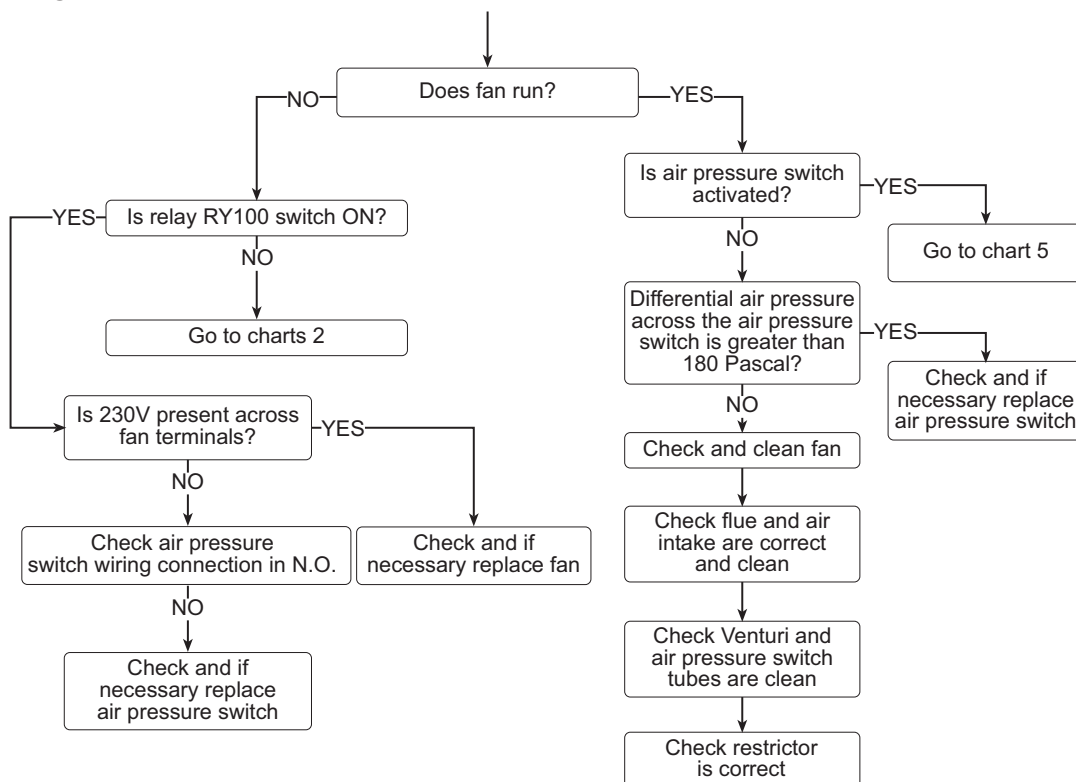 Does fan run?
NO
YES
Is air pressure switch
activated?
YES
YES
Is relay RY100 switch ON?
NO
NO
Go to chart 5
Differential air pressure
across the air pressure
switch is greater than
180 Pascal?
YES
Go to charts 2
Check and if
necessary replace
air pressure switch
Is 230V present across
fan terminals?
YES
NO
Check and clean fan
NO
Check air pressure
switch wiring connection in N.O.
Check and if
necessary replace fan
Check flue and air
intake are correct
and clean
NO
Check and if
necessary replace
air pressure switch
Check Venturi and
air pressure switch
tubes are clean
Check restrictor
is correct